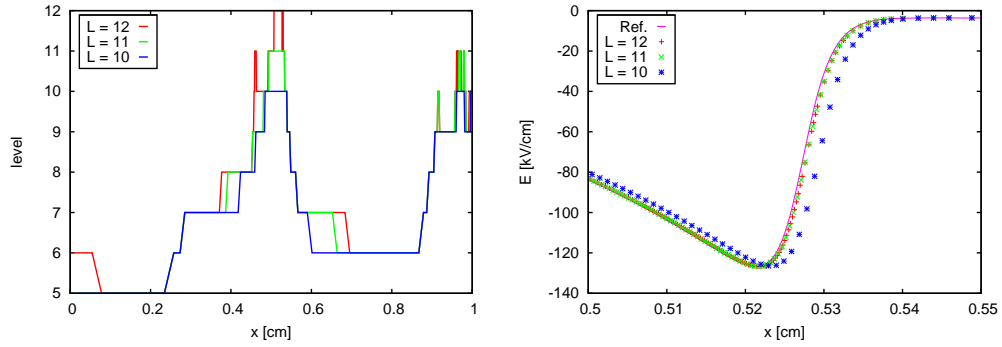 L = 12
L = 11
L = 10
12
11
10
9
8
7
6
5
level
0
0.2
0.4
0.6
0.8
1
x [cm]
Ref.
L = 12
L = 11
L = 10
0
-20
-40
-60
-80
-100
-120
-140
E [kV/cm]
0.5
0.51
0.52
0.53
0.54
0.55
x [cm]